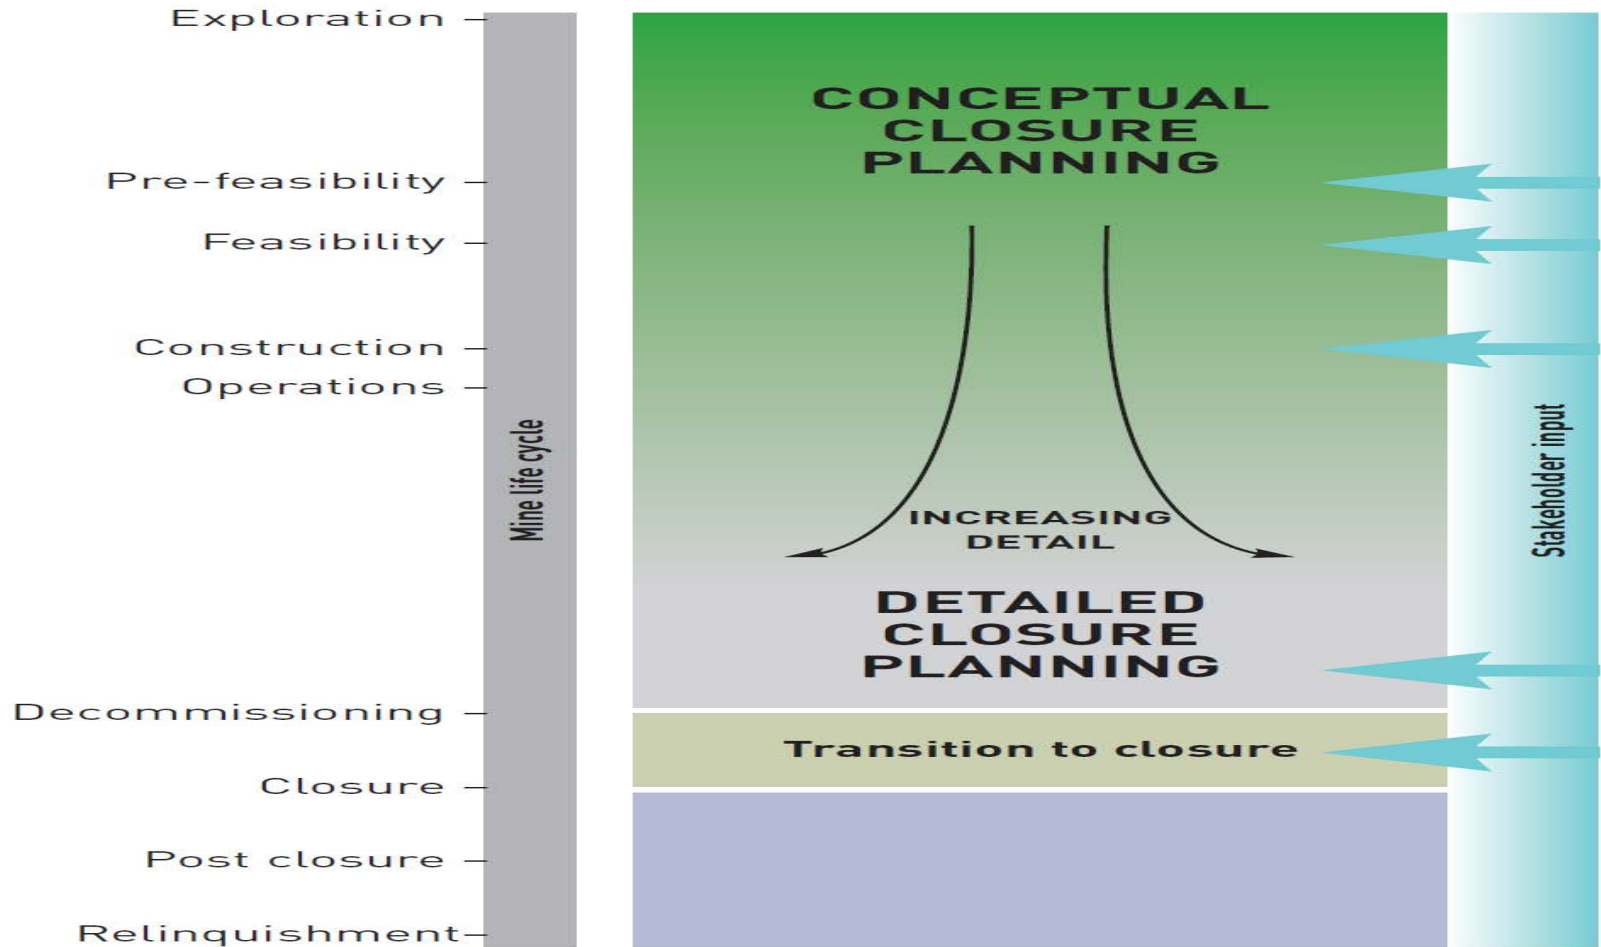 Exploration
Pre-feasibility
Feasibility
Construction
Operations
Decommissioning
Closure
Post closure
Relinquishment
Mine life cycle
CONCEPTUAL
CLOSURE
PLANNING
INCREASING
DETAIL
DETAILED
CLOSURE
PLANNING
Transition to closure
Stakeholder input